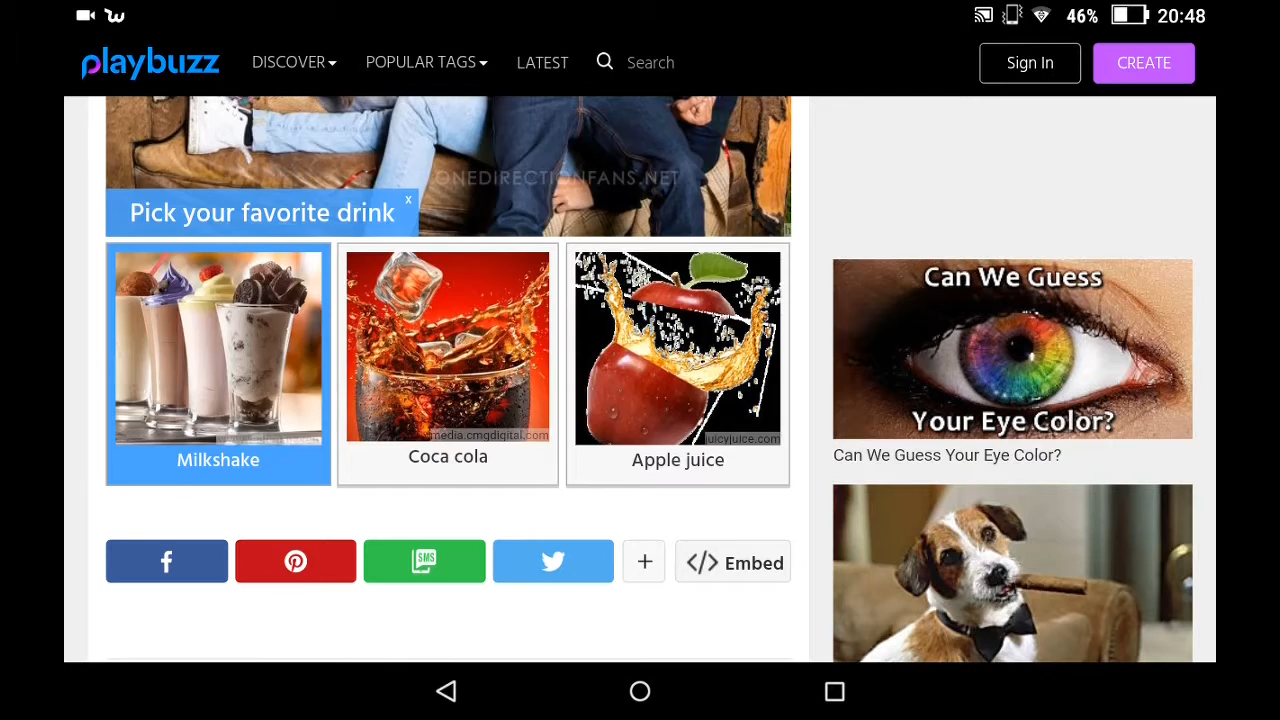 46% 20:48
playbuzz DISCOVER POPULAR TAGS LATEST Search Sign In CREATE
ONEDIRECTIONFANS.NET
Pick your favorite drink x
media.cmgdigital.com
juicyjuice.com
Milkshake
Coca cola
Apple juice
SMS
+
</> Embed
Can We Guess
Your Eye Color?
Can We Guess Your Eye Color?